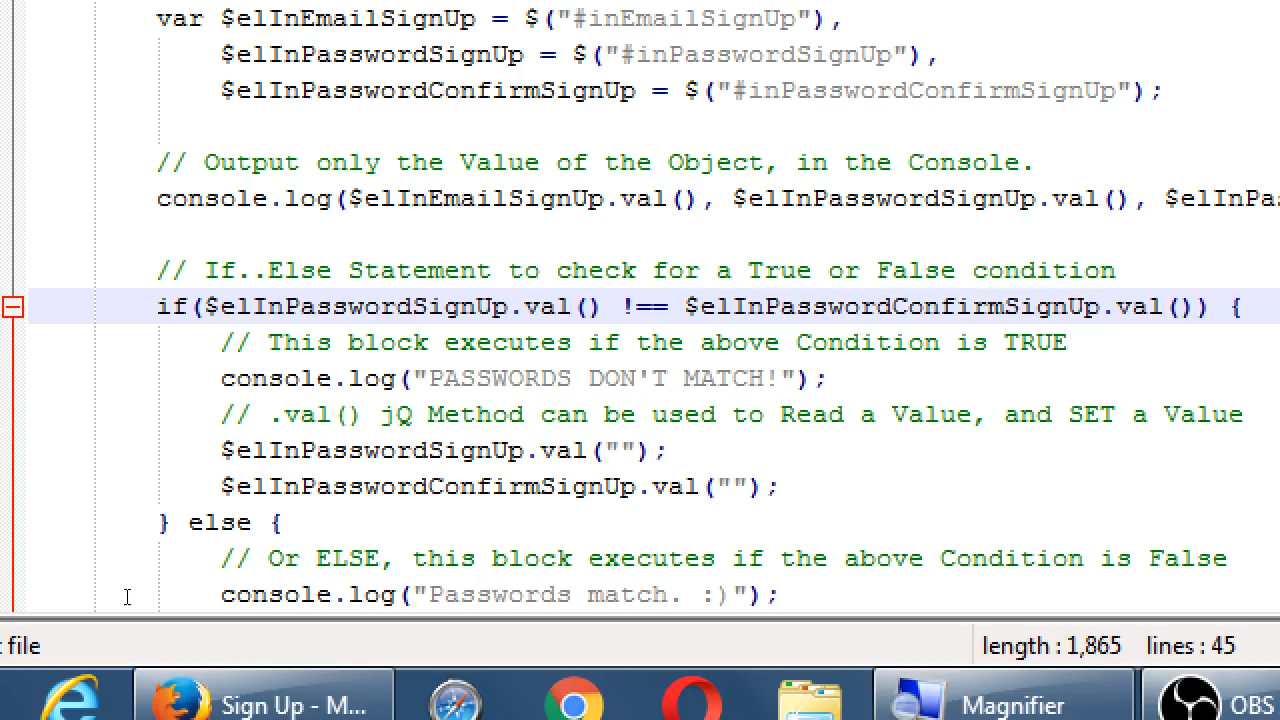 var $elInEmailSignUp = $("#inEmailSignUp"),
$elInPasswordSignUp = $("#inPasswordSignUp"),
$elInPasswordConfirmSignUp = $("#inPasswordConfirmSignUp");
// Output only the Value of the Object, in the Console.
console.log($elInEmailSignUp.val(), $elInPasswordSignUp.val(), $elInPa
// If..Else Statement to check for a True or False condition
if($elInPasswordSignUp.val() !== $elInPasswordConfirmSignUp.val()) {
// This block executes if the above Condition is TRUE
console.log("PASSWORDS DON'T MATCH!");
// .val() jQ Method can be used to Read a Value, and SET a Value
$elInPasswordSignUp.val("");
$elInPasswordConfirmSignUp.val("");
} else {
// Or ELSE, this block executes if the above Condition is False
console.log("Passwords match. :)");
file length : 1,865 lines : 45
Sign Up - M... Magnifier OBS